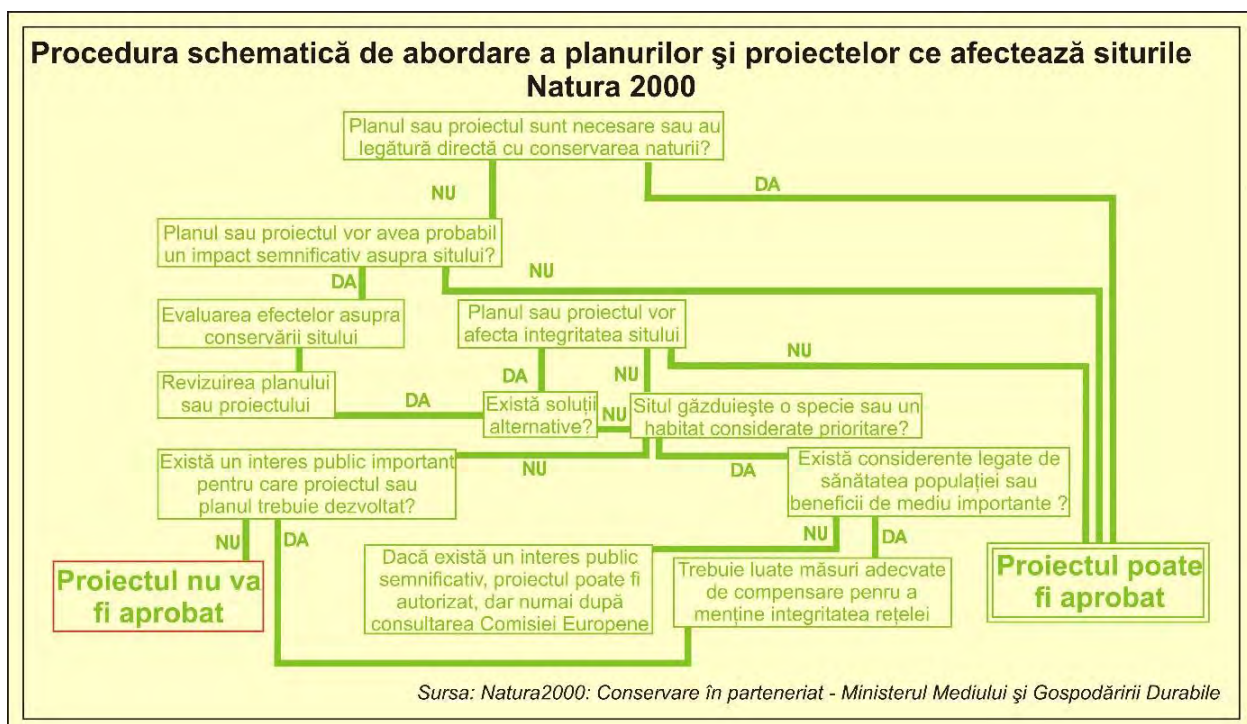 Procedura schematică de abordare a planurilor şi proiectelor ce afectează siturile
Natura 2000
Planul sau proiectul sunt necesare sau au
legătură directă cu conservarea naturii?
NU
DA
Planul sau proiectul vor avea probabil
un impact semnificativ asupra sitului?
DA
NU
Evaluarea efectelor asupra
conservării sitului
Planul sau proiectul vor
afecta integritatea sitului
Revizuirea planului
sau proiectului
DA
DA
NU
NU
Există soluții
alternative?
NU
Situl găzduieşte o specie sau un
habitat considerate prioritare?
Există un interes public important
pentru care proiectul sau
planul trebuie dezvoltat?
NU
DA
Există considerente legate de
sănătatea populației sau
beneficii de mediu importante ?
NU
DA
NU
DA
Proiectul nu va
fi aprobat
Dacă există un interes public
semnificativ, proiectul poate fi
autorizat, dar numai după
consultarea Comisiei Europene
Trebuie luate măsuri adecvate
de compensare penru a
menține integritatea rețelei
Proiectul poate
fi aprobat
Sursa: Natura2000: Conservare în parteneriat - Ministerul Mediului şi Gospodăririi Durabile